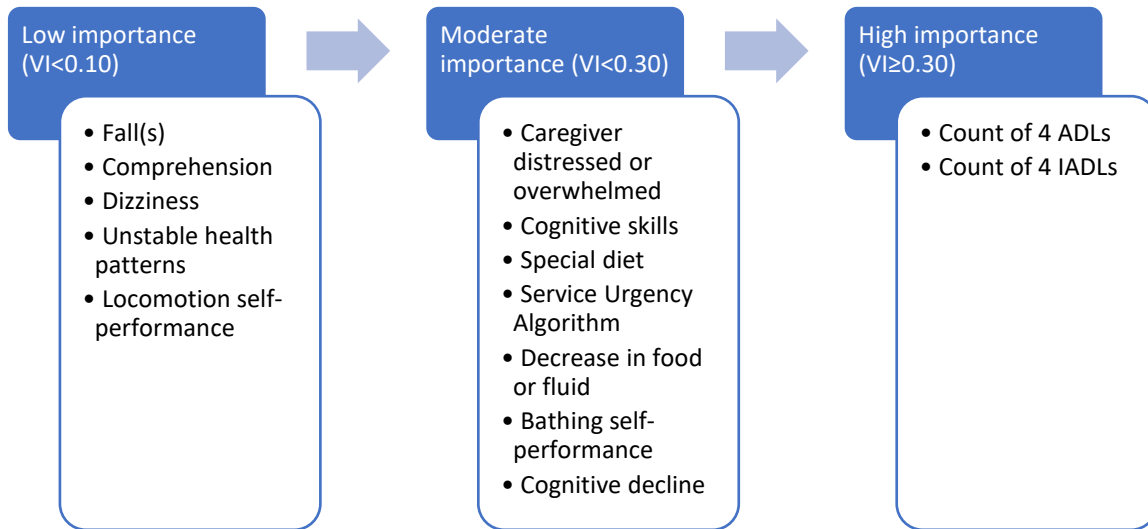 Low importance
(VI<0.10)
• Fall(s)
• Comprehension
• Dizziness
• Unstable health
patterns
• Locomotion self-
performance
Moderate
importance (VI<0.30)
• Caregiver
distressed or
overwhelmed
• Cognitive skills
• Special diet
• Service Urgency
Algorithm
• Decrease in food
or fluid
• Bathing self-
performance
• Cognitive decline
High importance
(VI≥0.30)
• Count of 4 ADLs
• Count of 4 IADLs